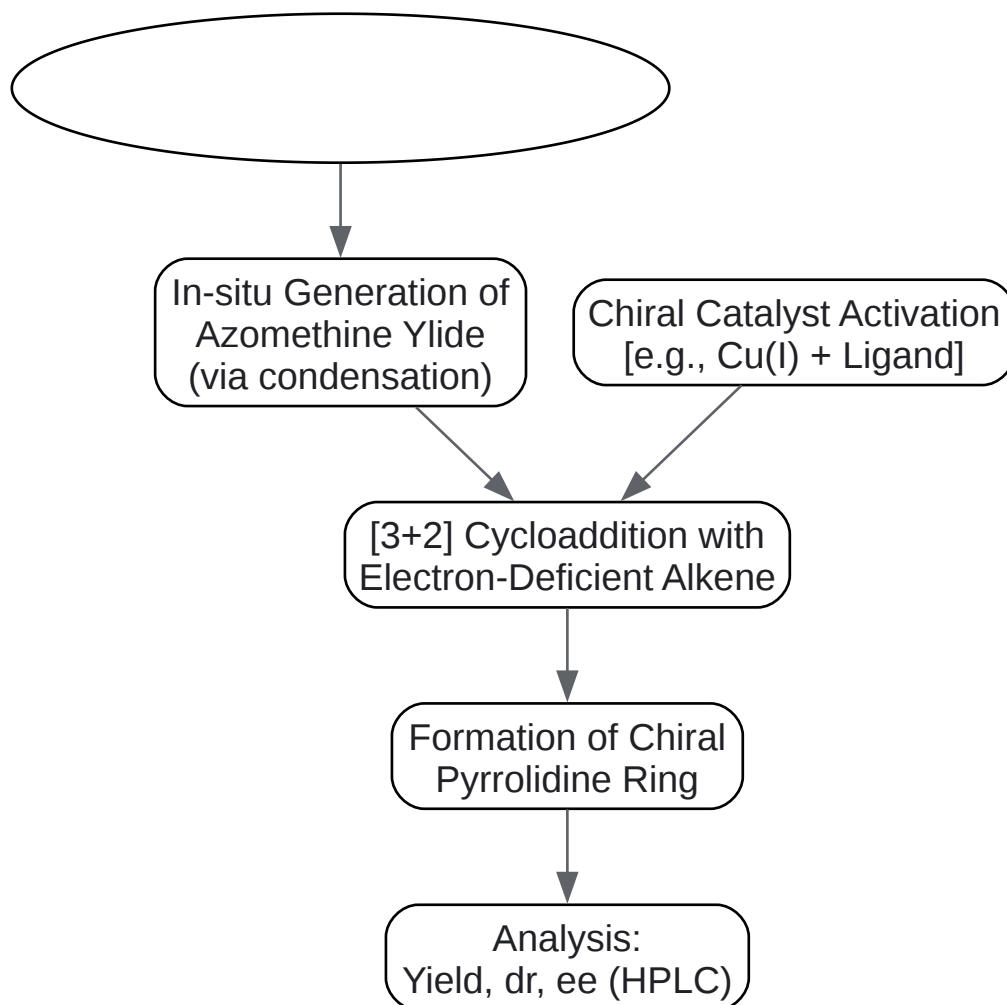 In-situ Generation of
Azomethine Ylide
(via condensation)
Chiral Catalyst Activation
[e.g., Cu(I) + Ligand]
[3+2] Cycloaddition with
Electron-Deficient Alkene
Formation of Chiral
Pyrrolidine Ring
Analysis:
Yield, dr, ee (HPLC)